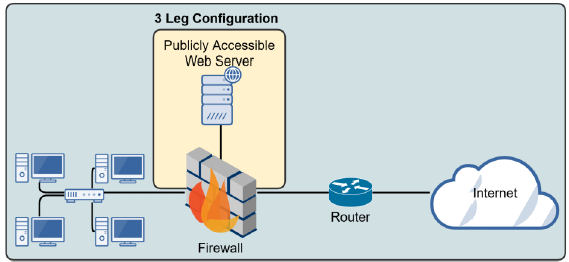 3 Leg Configuration
Publicly Accessible
Web Server
Internet
Router
Firewall